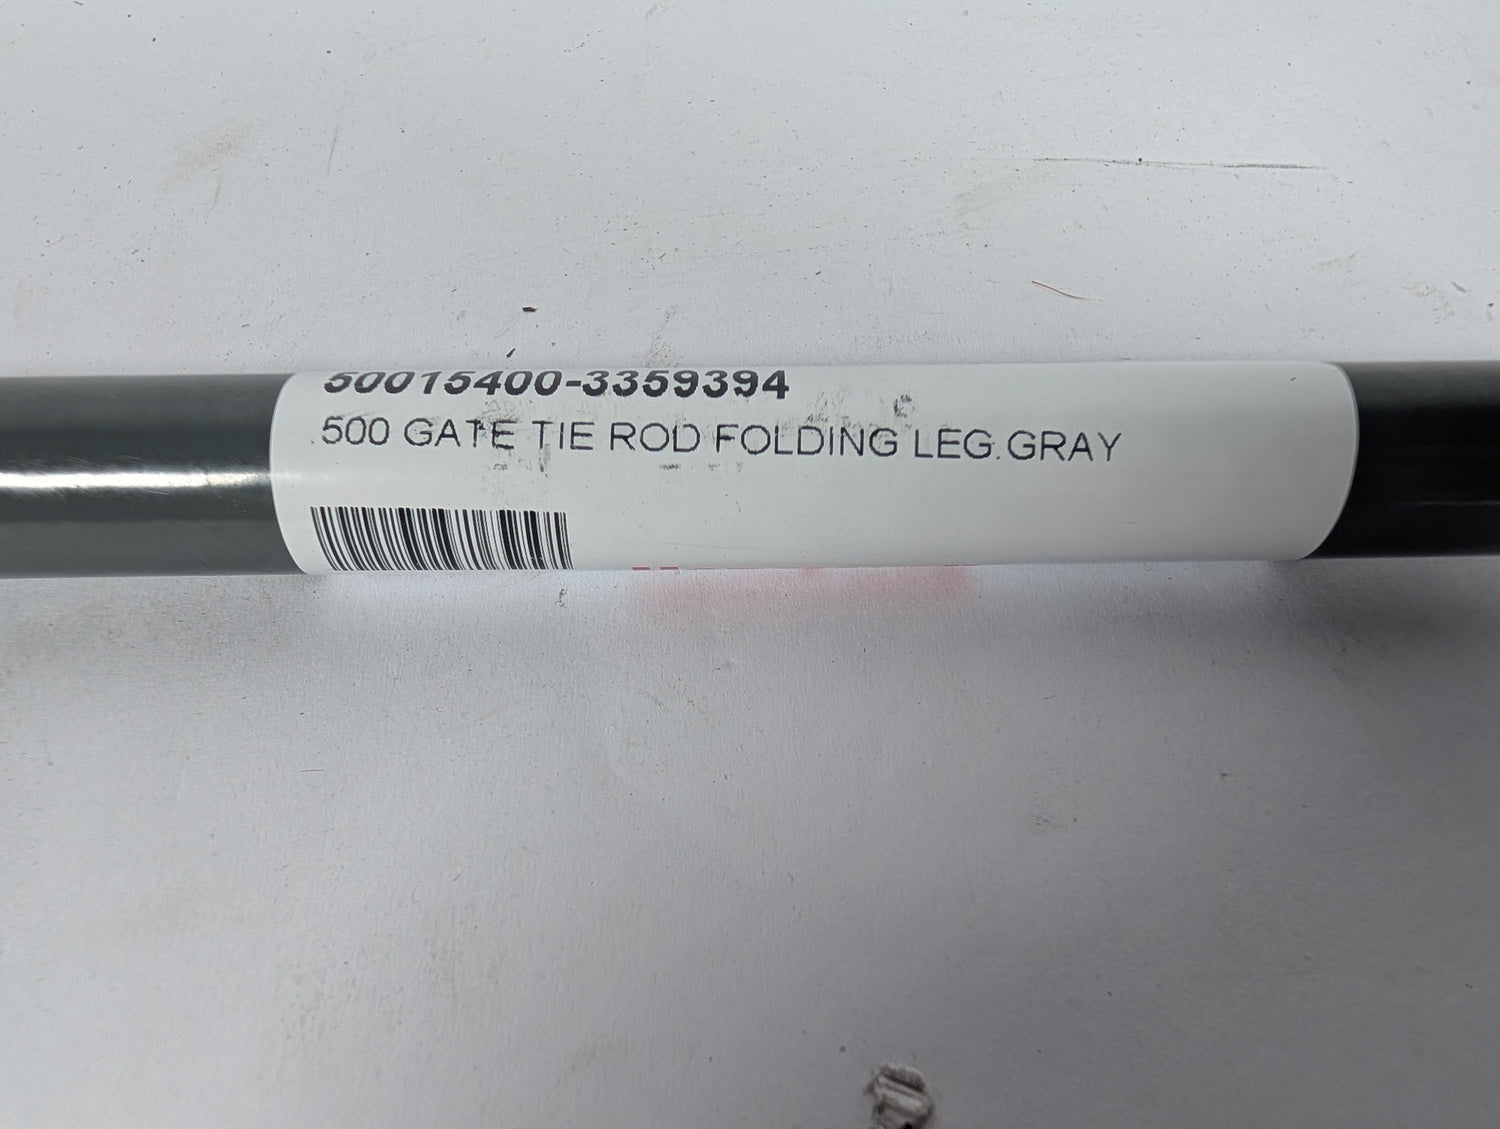 50015400-3359394
.500 GATE TIE ROD FOLDING LEG.GRAY